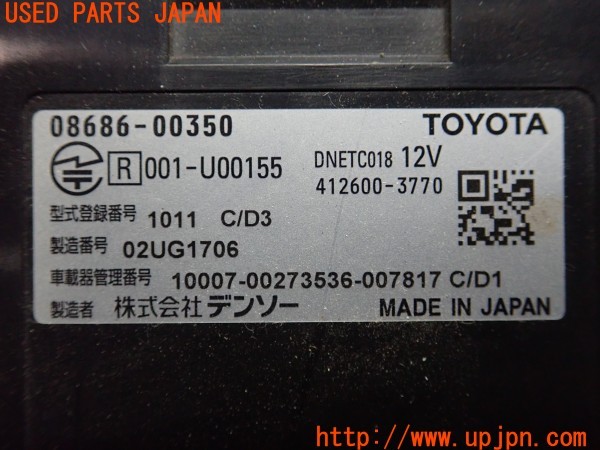 USED PARTS JAPAN
08686-00350 TOYOTA
R 001-U00155 DNETC018 12V
412600-3770
型式登録番号 1011 C/D3
製造番号 02UG1706
車載器管理番号 10007-00273536-007817 C/D1
製造者 株式会社デンソー MADE IN JAPAN
http://www.upjpn.com/